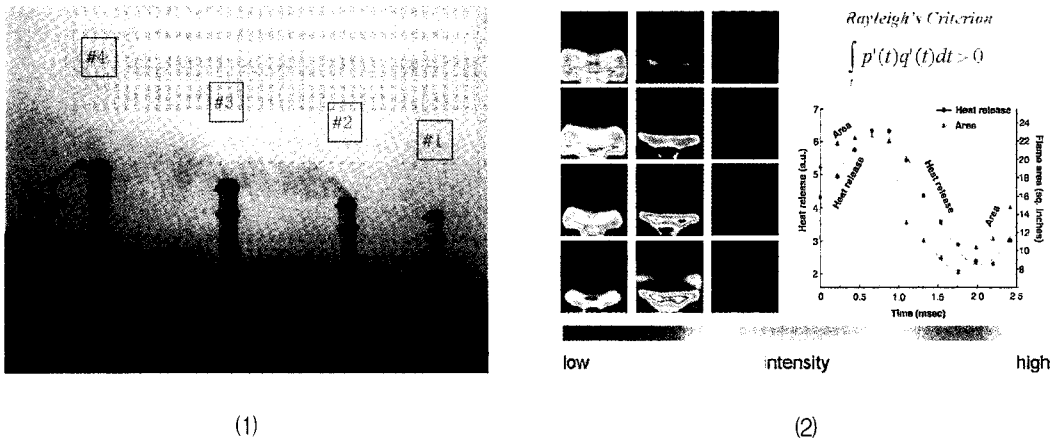 #4
#3
#2
#1
Rayleigh's Criterion
∫ p'(t)q'(t)dt > 0
Heat release
Area
7
6
5
4
3
2
Heat release (a.u.)
Area
Heat release
Heat release
Area
24
22
20
18
16
14
12
10
8
Flame area (sq. inches)
0 0.5 1.0 1.5 2.0 2.5
Time (msec)
low intensity high
(1) (2)